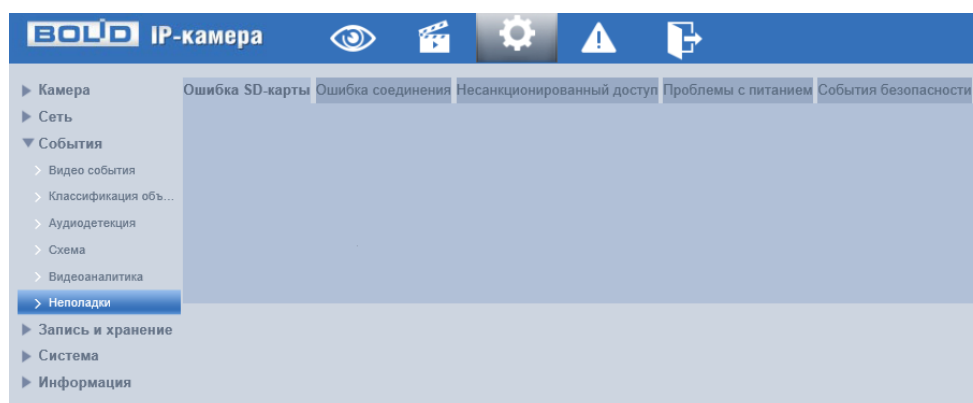 BOLID IP-камера
Ошибка SD-карты Ошибка соединения Несанкционированный доступ Проблемы с питанием События безопасности
Камера
Сеть
События
Видео события
Классификация объ...
Аудиодетекция
Схема
Видеоаналитика
Неполадки
Запись и хранение
Система
Информация